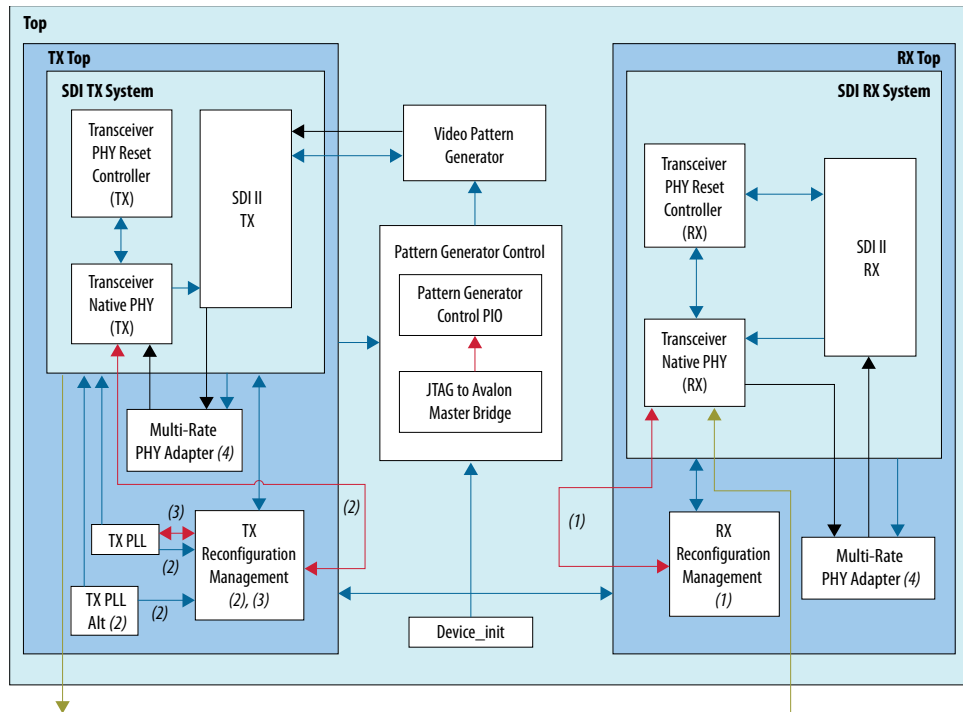 Top
TX Top
SDI TX System
Transceiver
PHY Reset
Controller
(TX)
SDI II
TX
Transceiver
Native PHY
(TX)
Multi-Rate
PHY Adapter (4)
(2)
(3)
TX PLL
(2)
TX
Reconfiguration
Management
(2), (3)
TX PLL
Alt (2)
(2)
Video Pattern
Generator
Pattern Generator Control
Pattern Generator
Control PIO
JTAG to Avalon
Master Bridge
Device_init
RX Top
SDI RX System
Transceiver
PHY Reset
Controller
(RX)
SDI II
RX
Transceiver
Native PHY
(RX)
(1)
RX
Reconfiguration
Management
(1)
Multi-Rate
PHY Adapter (4)